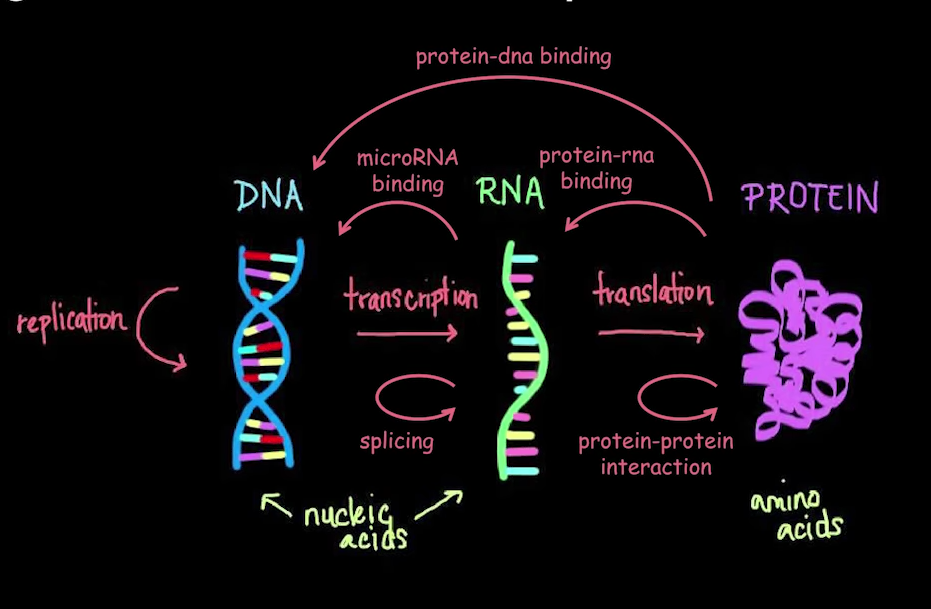 protein-dna binding
microRNA
binding
protein-rna
binding
DNA
RNA
PROTEIN
replication
transcription
translation
splicing
protein-protein
interaction
nucleic
acids
amino
acids